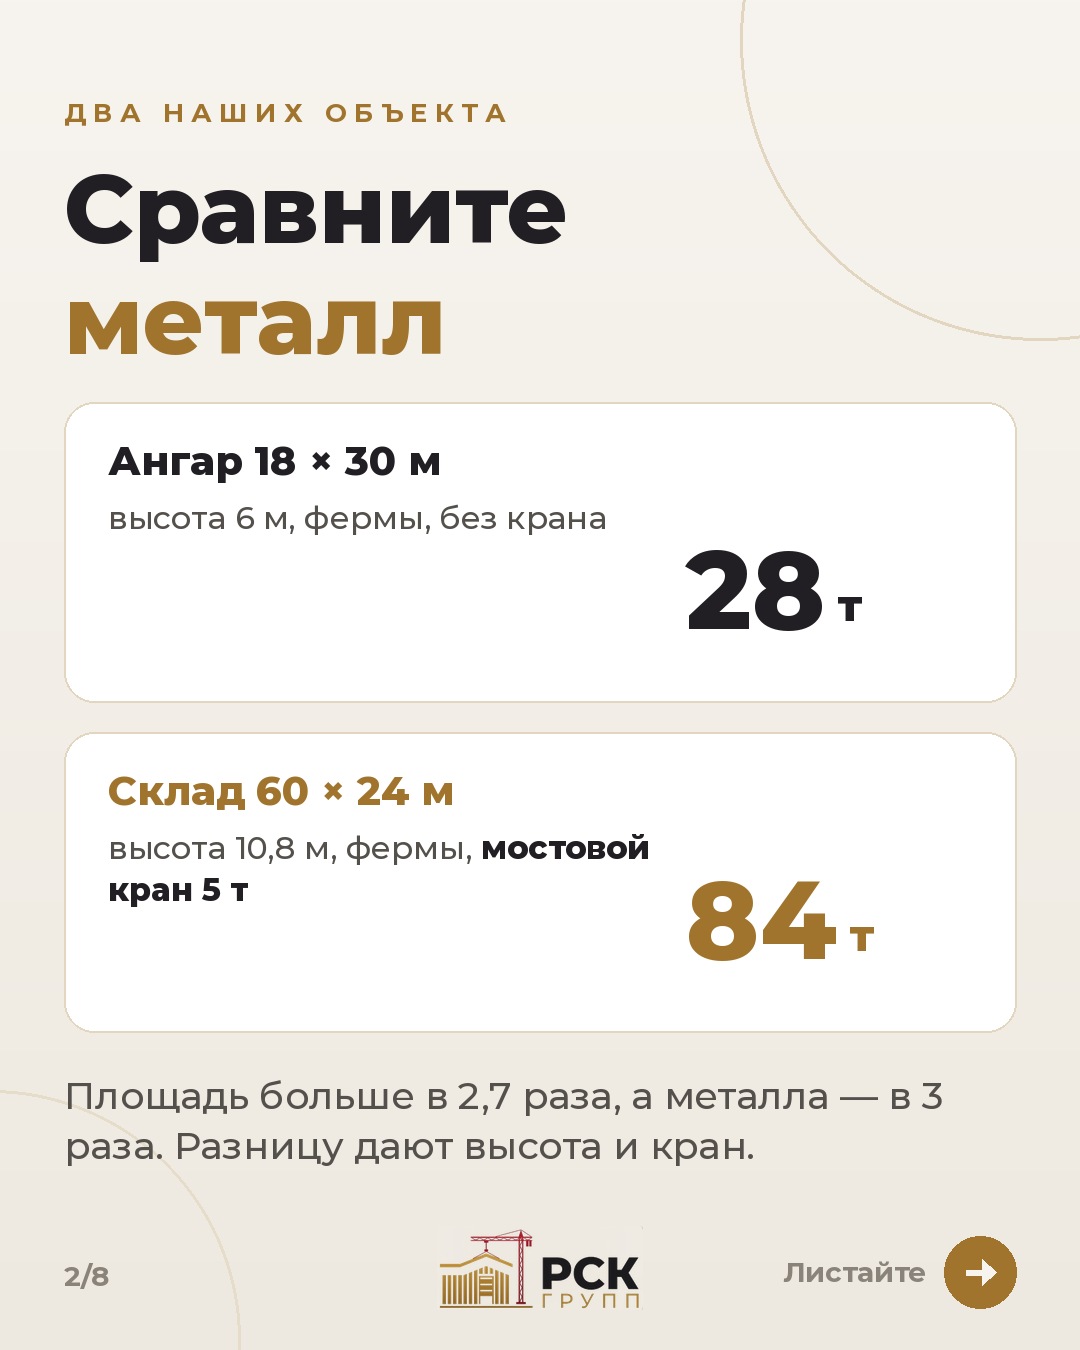 ДВА НАШИХ ОБЪЕКТА
Сравните
металл
Ангар 18 × 30 м
высота 6 м, фермы, без крана
28 т
Склад 60 × 24 м
высота 10,8 м, фермы, мостовой
кран 5 т
84 т
Площадь больше в 2,7 раза, а металла — в 3
раза. Разницу дают высота и кран.
2/8
РСК
ГРУПП
Листайте